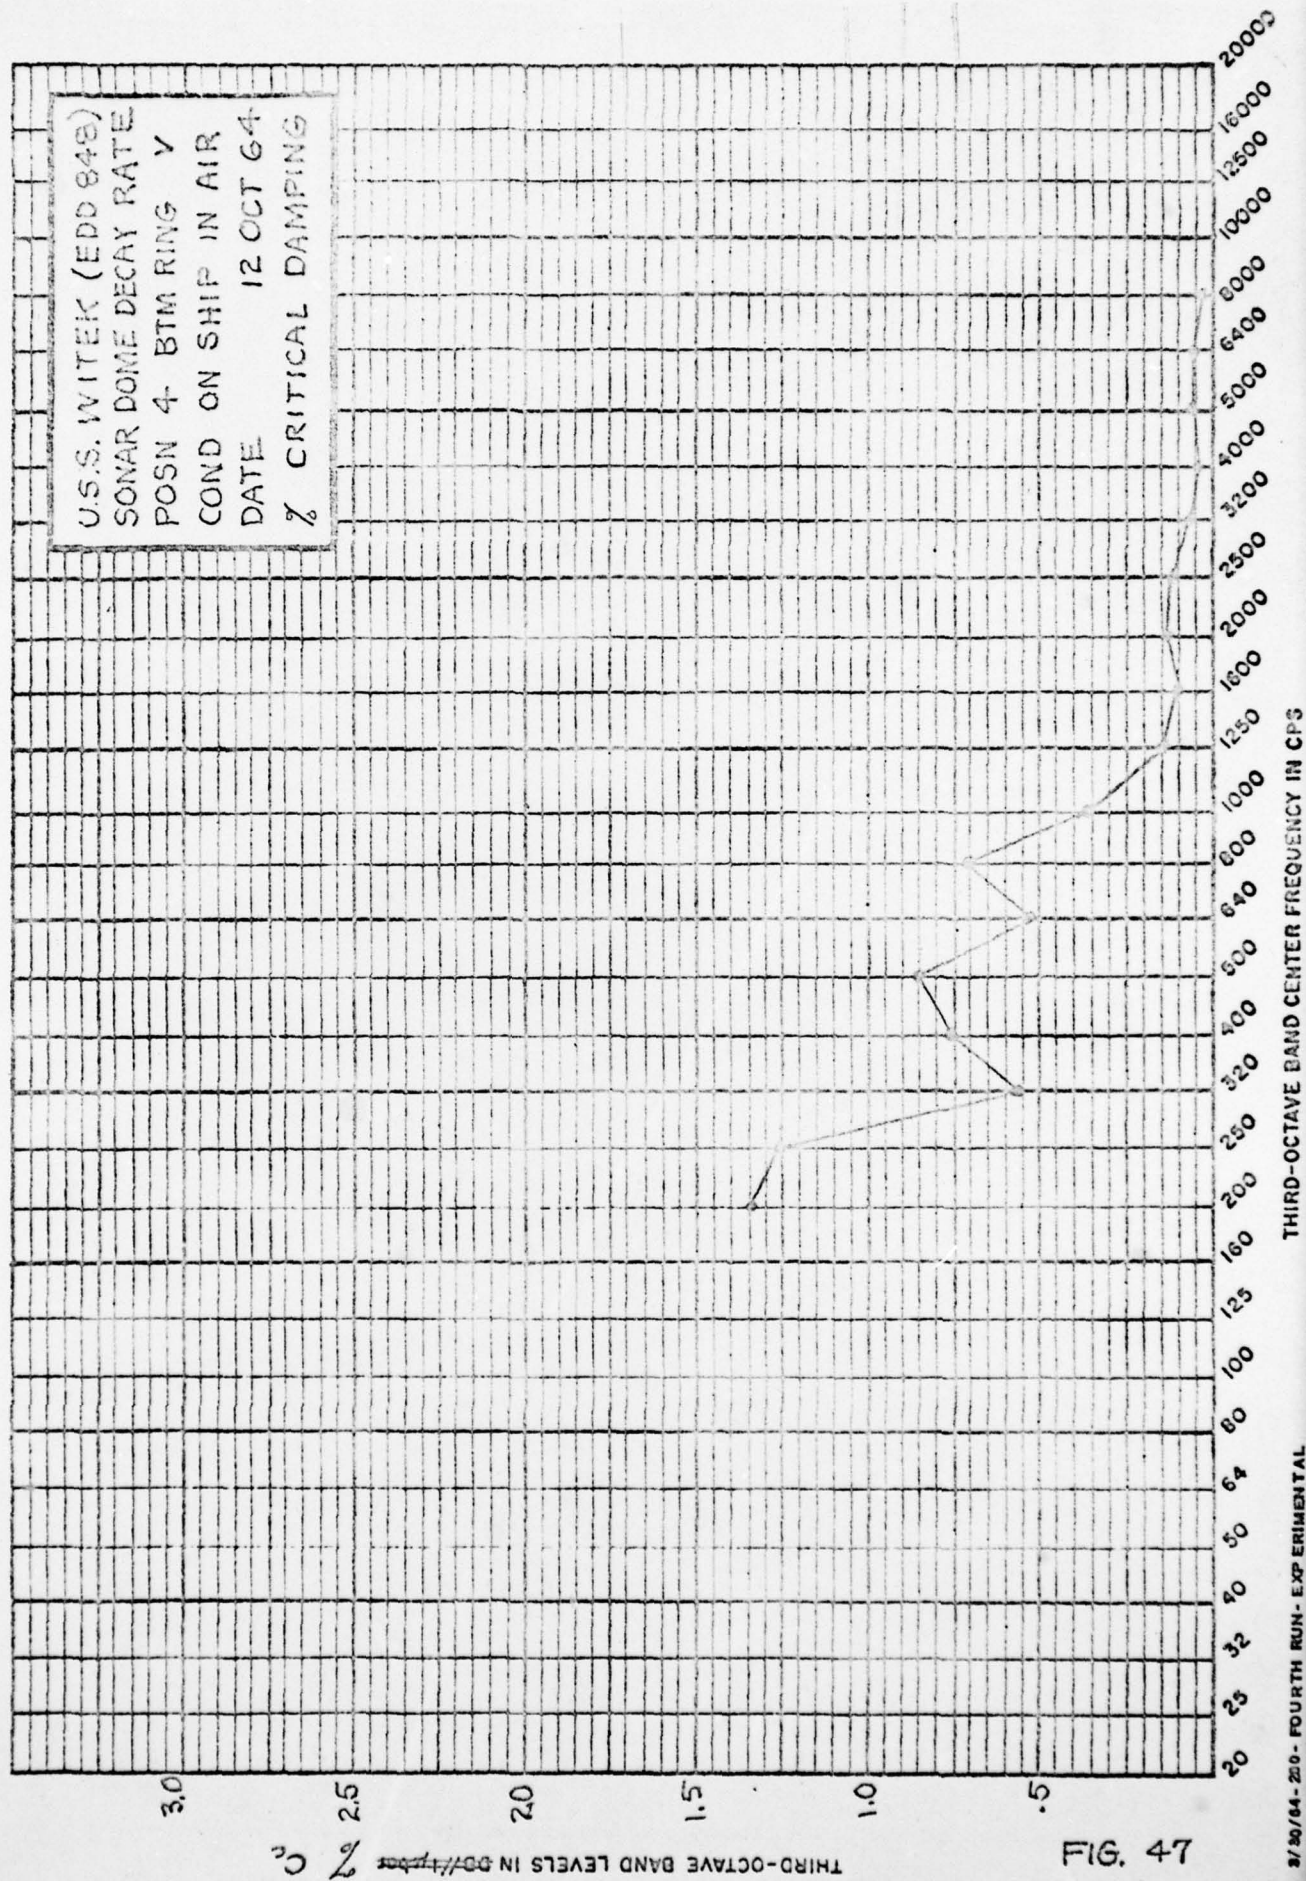 U.S.S. WITEK (EDD 848)
SONAR DOME DECAY RATE
POSN 4 BTM RING V
COND ON SHIP IN AIR
DATE 12 OCT 64
% CRITICAL DAMPING
3.0
2.5
2.0
1.5
1.0
.5
THIRD-OCTAVE BAND LEVELS IN % Cc
20 25 32 40 50 64 80 100 125 160 200 250 320 400 500 640 800 1000 1250 1600 2000 2500 3200 4000 5000 6400 8000 10000 12500 16000 20000
THIRD-OCTAVE BAND CENTER FREQUENCY IN CPS
FIG. 47
3/30/64-200- FOURTH RUN- EXPERIMENTAL